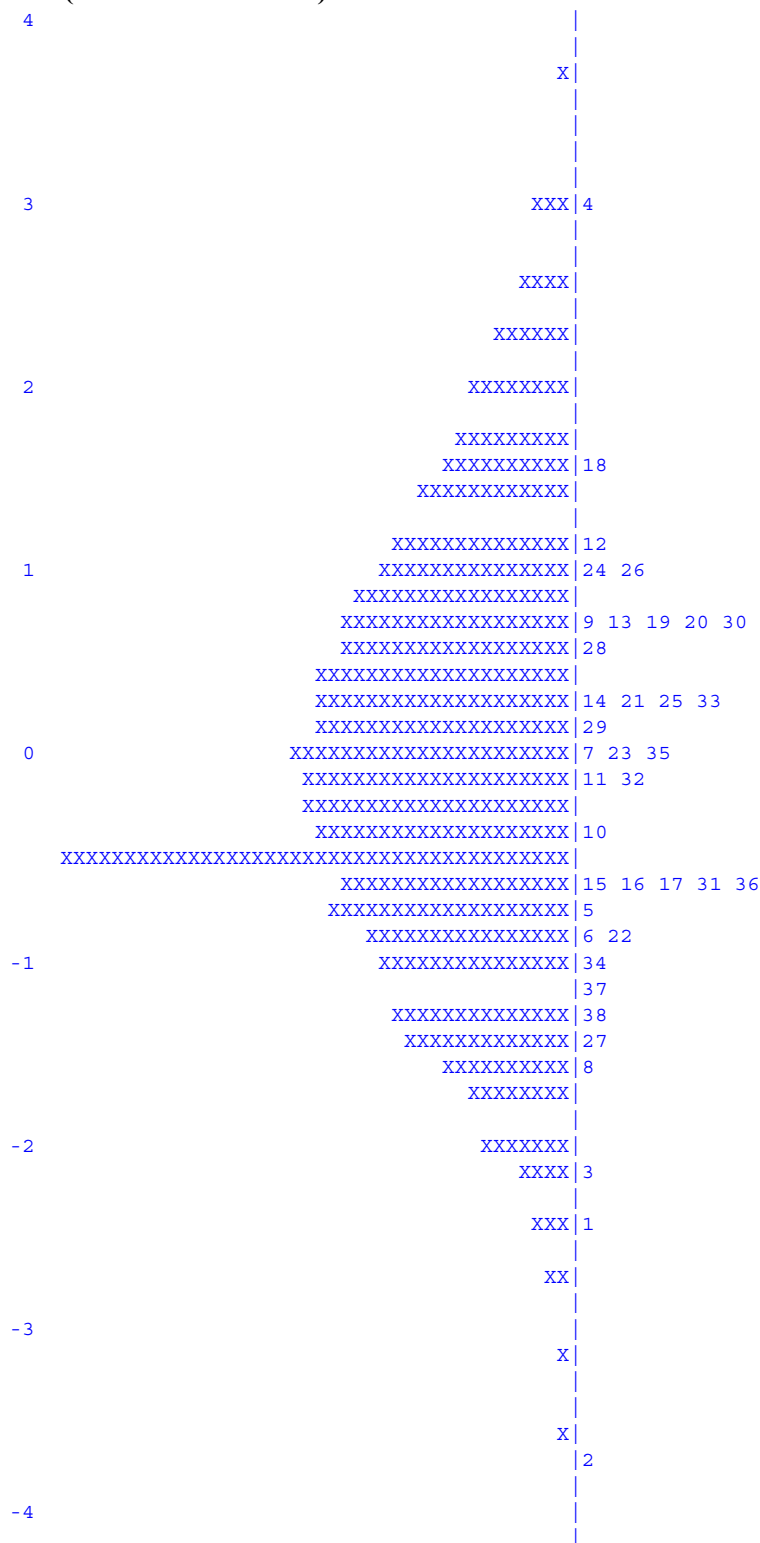 4 |
|
X|
|
|
|
|
3 XXX|4
|
|
XXXX|
|
XXXXXX|
|
2 XXXXXXXX|
|
XXXXXXXXX|
XXXXXXXXXX|18
XXXXXXXXXXXX|
|
XXXXXXXXXXXXXX|12
1 XXXXXXXXXXXXXXX|24 26
XXXXXXXXXXXXXXXXX|
XXXXXXXXXXXXXXXXXX|9 13 19 20 30
XXXXXXXXXXXXXXXXXX|28
XXXXXXXXXXXXXXXXXXXX|
XXXXXXXXXXXXXXXXXXXX|14 21 25 33
XXXXXXXXXXXXXXXXXXXX|29
0 XXXXXXXXXXXXXXXXXXXXXX|7 23 35
XXXXXXXXXXXXXXXXXXXXX|11 32
XXXXXXXXXXXXXXXXXXXXX|
XXXXXXXXXXXXXXXXXXXX|10
XXXXXXXXXXXXXXXXXXXXXXXXXXXXXXXXXXXXXXXX|
XXXXXXXXXXXXXXXXXX|15 16 17 31 36
XXXXXXXXXXXXXXXXXXX|5
XXXXXXXXXXXXXXXX|6 22
-1 XXXXXXXXXXXXXXX|34
|37
XXXXXXXXXXXXXX|38
XXXXXXXXXXXXX|27
XXXXXXXXXX|8
XXXXXXXX|
|
-2 XXXXXXX|
XXXX|3
|
XXX|1
|
XX|
|
-3 |
X|
|
|
X|
|2
|
-4 |
|